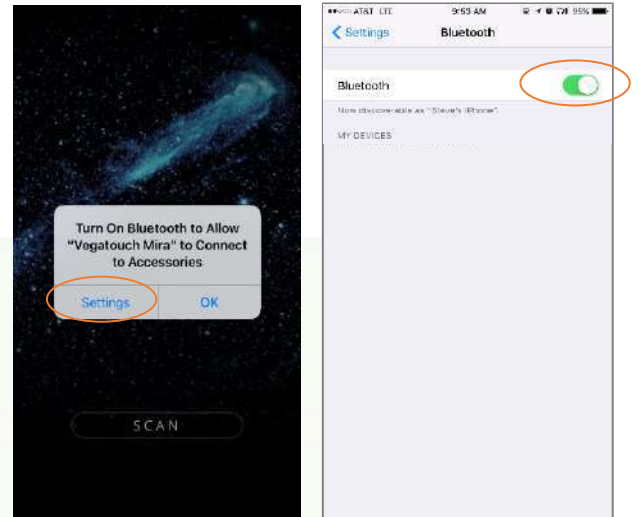 Turn On Bluetooth to Allow
"Vegatouch Mira" to Connect
to Accessories
Settings OK
SCAN
AT&T LTE 9:53 AM 95%
Settings Bluetooth
Bluetooth
Now discoverable as "Steve's iPhone".
MY DEVICES